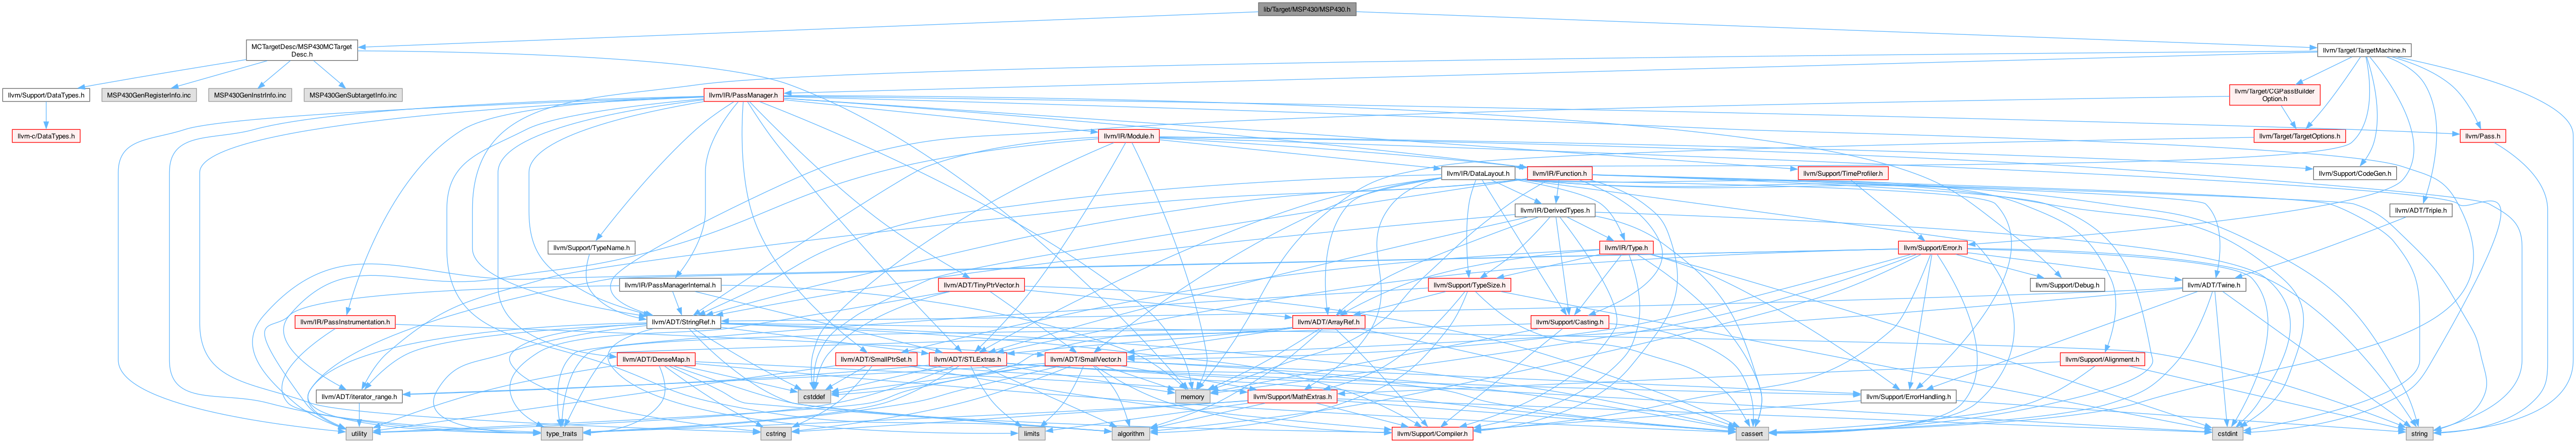 lib/Target/MSP430/MSP430.h
MCTargetDesc/MSP430MCTarget
Desc.h
llvm/Target/TargetMachine.h
llvm/Support/DataTypes.h
MSP430GenRegisterInfo.inc
MSP430GenInstrInfo.inc
MSP430GenSubtargetInfo.inc
llvm/IR/PassManager.h
llvm/Target/CGPassBuilder
Option.h
llvm-c/DataTypes.h
llvm/IR/Module.h
llvm/Target/TargetOptions.h
llvm/Pass.h
llvm/IR/DataLayout.h
llvm/IR/Function.h
llvm/Support/TimeProfiler.h
llvm/Support/CodeGen.h
llvm/IR/DerivedTypes.h
llvm/ADT/Triple.h
llvm/Support/TypeName.h
llvm/IR/Type.h
llvm/Support/Error.h
llvm/IR/PassManagerInternal.h
llvm/ADT/TinyPtrVector.h
llvm/Support/TypeSize.h
llvm/Support/Debug.h
llvm/ADT/Twine.h
llvm/IR/PassInstrumentation.h
llvm/ADT/StringRef.h
llvm/ADT/ArrayRef.h
llvm/Support/Casting.h
llvm/ADT/DenseMap.h
llvm/ADT/SmallPtrSet.h
llvm/ADT/STLExtras.h
llvm/ADT/SmallVector.h
llvm/Support/Alignment.h
llvm/ADT/iterator_range.h
cstddef
memory
llvm/Support/MathExtras.h
llvm/Support/ErrorHandling.h
utility
type_traits
cstring
limits
algorithm
llvm/Support/Compiler.h
cassert
cstdint
string